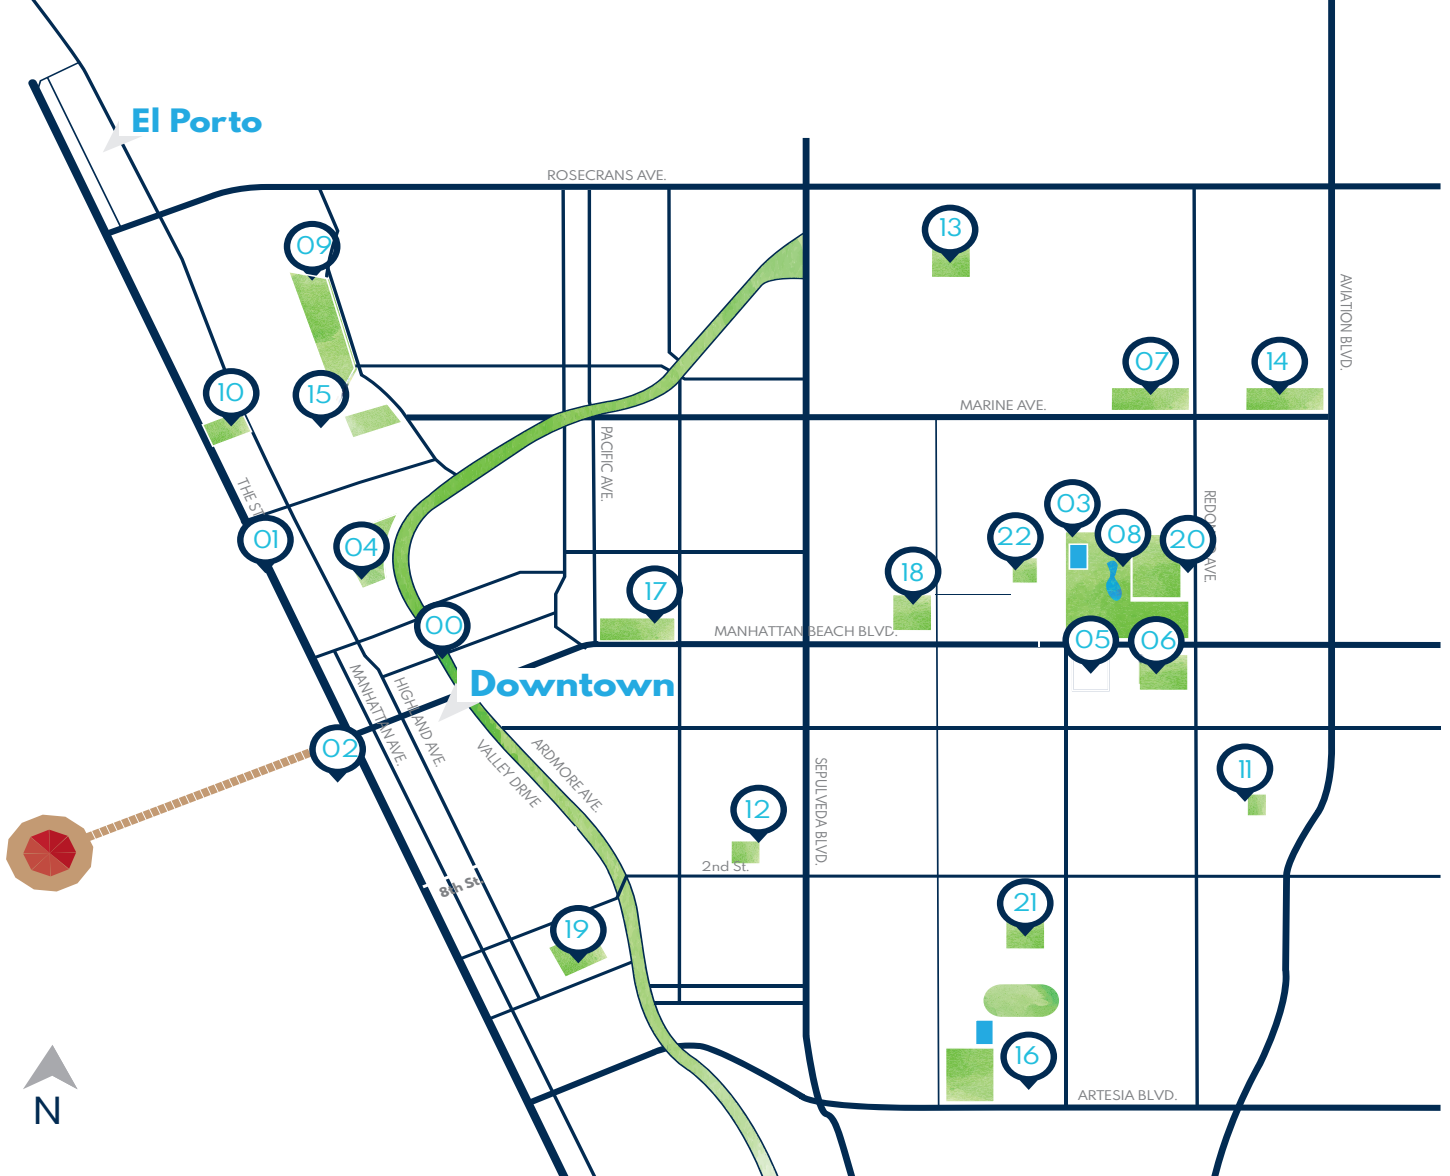 El Porto
ROSECRANS AVE.
13
09
AVIATION BLVD.
07
14
10
15
MARINE AVE.
PACIFIC AVE.
THE ST
03
REDON
AVE.
01
04
22
08
20
18
17
00
MANHATTAN BEACH BLVD.
05
06
Downtown
MANHATTAN AVE.
HIGHLAND AVE.
02
VALLEY DRIVE
ARDMORE AVE.
SEPULVEDA BLVD.
11
12
2nd St.
8th St.
21
19
16
ARTESIA BLVD.
N